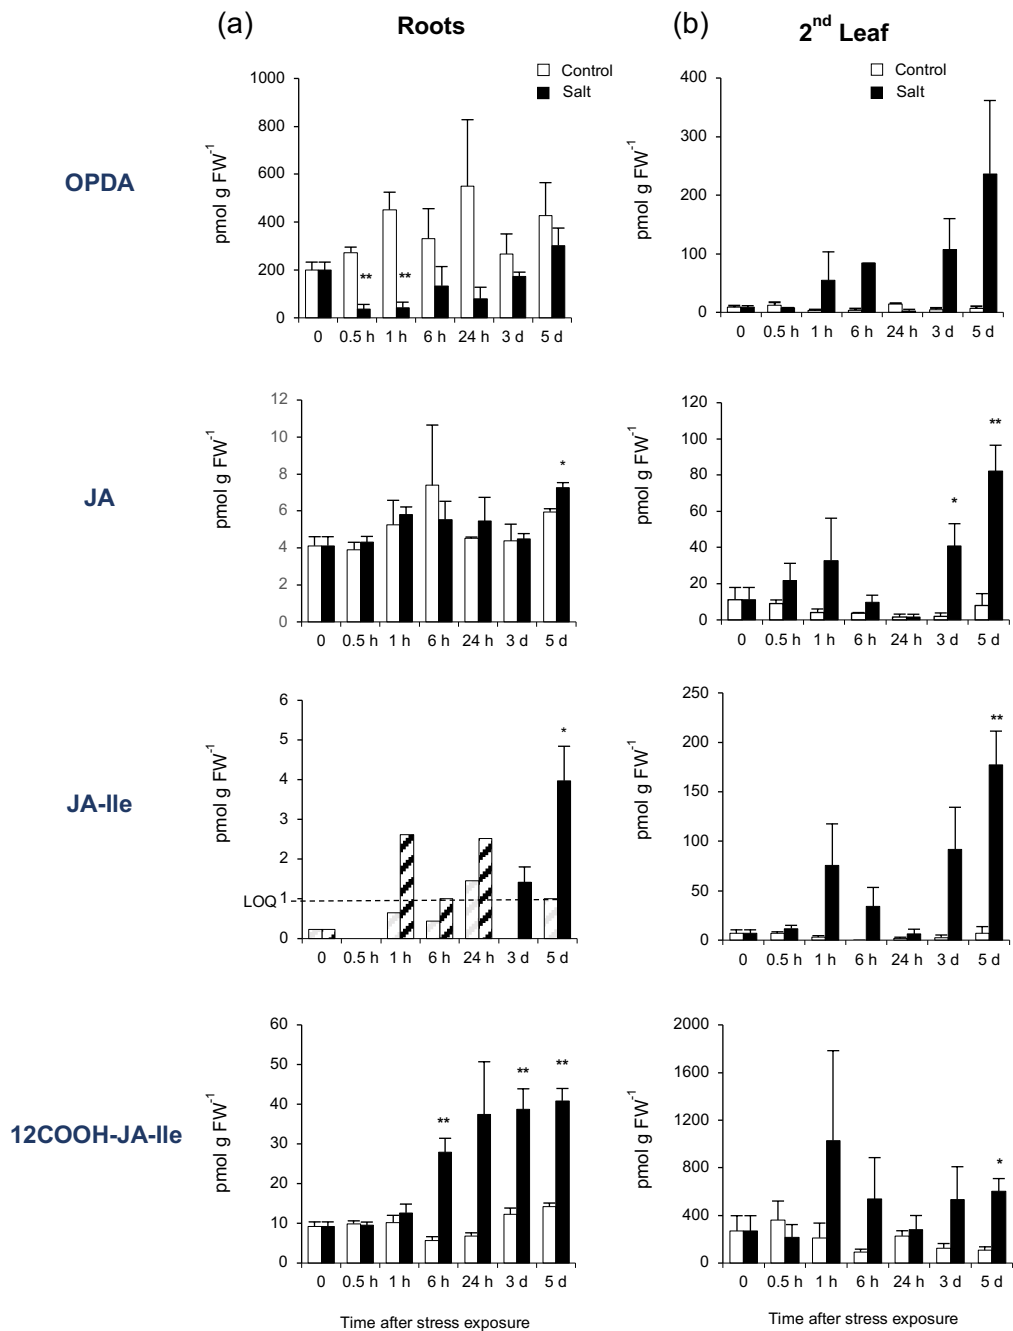 (a) Roots (b) 2nd Leaf
OPDA
pmol g FW-1
1000
800
600
400
200
0
Control
Salt
** **
0 0.5 h 1 h 6 h 24 h 3 d 5 d
pmol g FW-1
400
300
200
100
0
Control
Salt
0 0.5 h 1 h 6 h 24 h 3 d 5 d
JA
pmol g FW-1
12
10
8
6
4
2
0
*
0 0.5 h 1 h 6 h 24 h 3 d 5 d
pmol g FW-1
120
100
80
60
40
20
0
* **
0 0.5 h 1 h 6 h 24 h 3 d 5 d
JA-Ile
pmol g FW-1
6
5
4
3
2
1
0
LOQ
*
0 0.5 h 1 h 6 h 24 h 3 d 5 d
pmol g FW-1
250
200
150
100
50
0
**
0 0.5 h 1 h 6 h 24 h 3 d 5 d
12COOH-JA-Ile
pmol g FW-1
60
50
40
30
20
10
0
** ** **
0 0.5 h 1 h 6 h 24 h 3 d 5 d
Time after stress exposure
pmol g FW-1
2000
1600
1200
800
400
0
*
0 0.5 h 1 h 6 h 24 h 3 d 5 d
Time after stress exposure